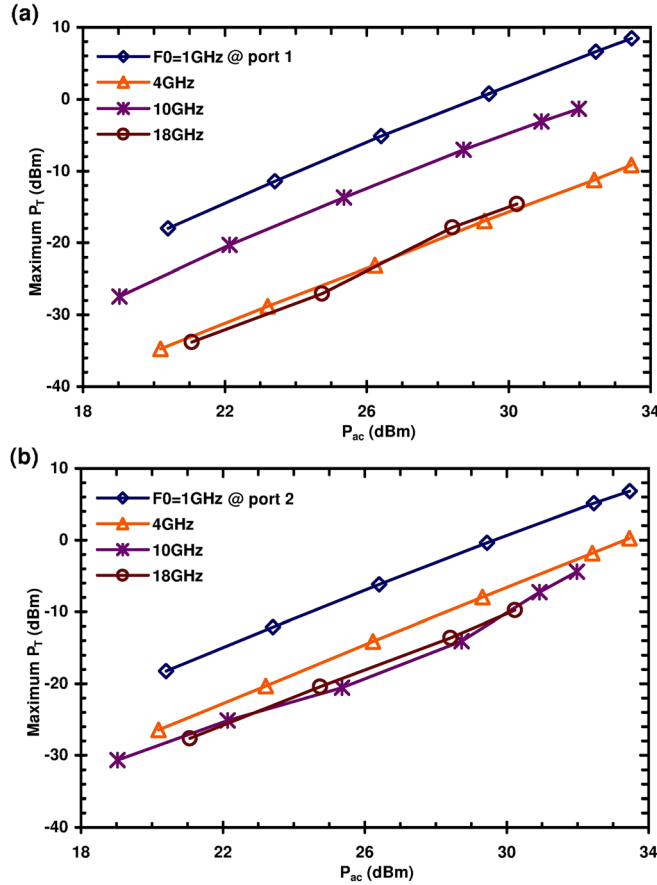 (a)
10
0
-10
-20
-30
-40
Maximum P_T (dBm)
F0=1GHz @ port 1
4GHz
10GHz
18GHz
18 22 26 30 34
P_ac (dBm)
(b)
10
0
-10
-20
-30
-40
Maximum P_T (dBm)
F0=1GHz @ port 2
4GHz
10GHz
18GHz
18 22 26 30 34
P_ac (dBm)